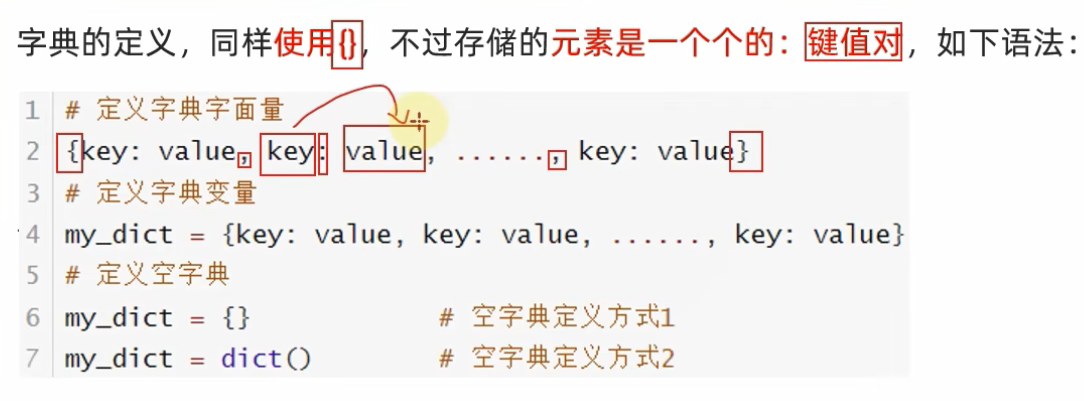 字典的定义，同样使用{}，不过存储的元素是一个个的：键值对，如下语法：
1 # 定义字典字面量
2 {key: value, key: value, ......, key: value}
3 # 定义字典变量
4 my_dict = {key: value, key: value, ......, key: value}
5 # 定义空字典
6 my_dict = {} # 空字典定义方式1
7 my_dict = dict() # 空字典定义方式2